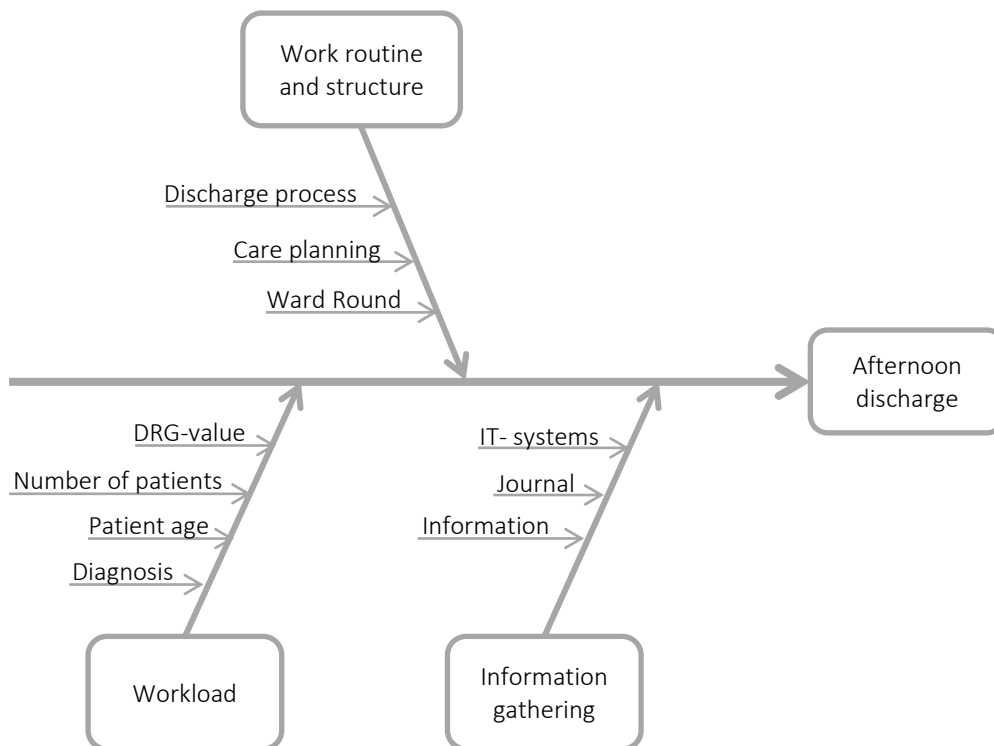 Work routine
and structure
Discharge process
Care planning
Ward Round
Afternoon
discharge
DRG-value
Number of patients
Patient age
Diagnosis
IT- systems
Journal
Information
Workload
Information
gathering